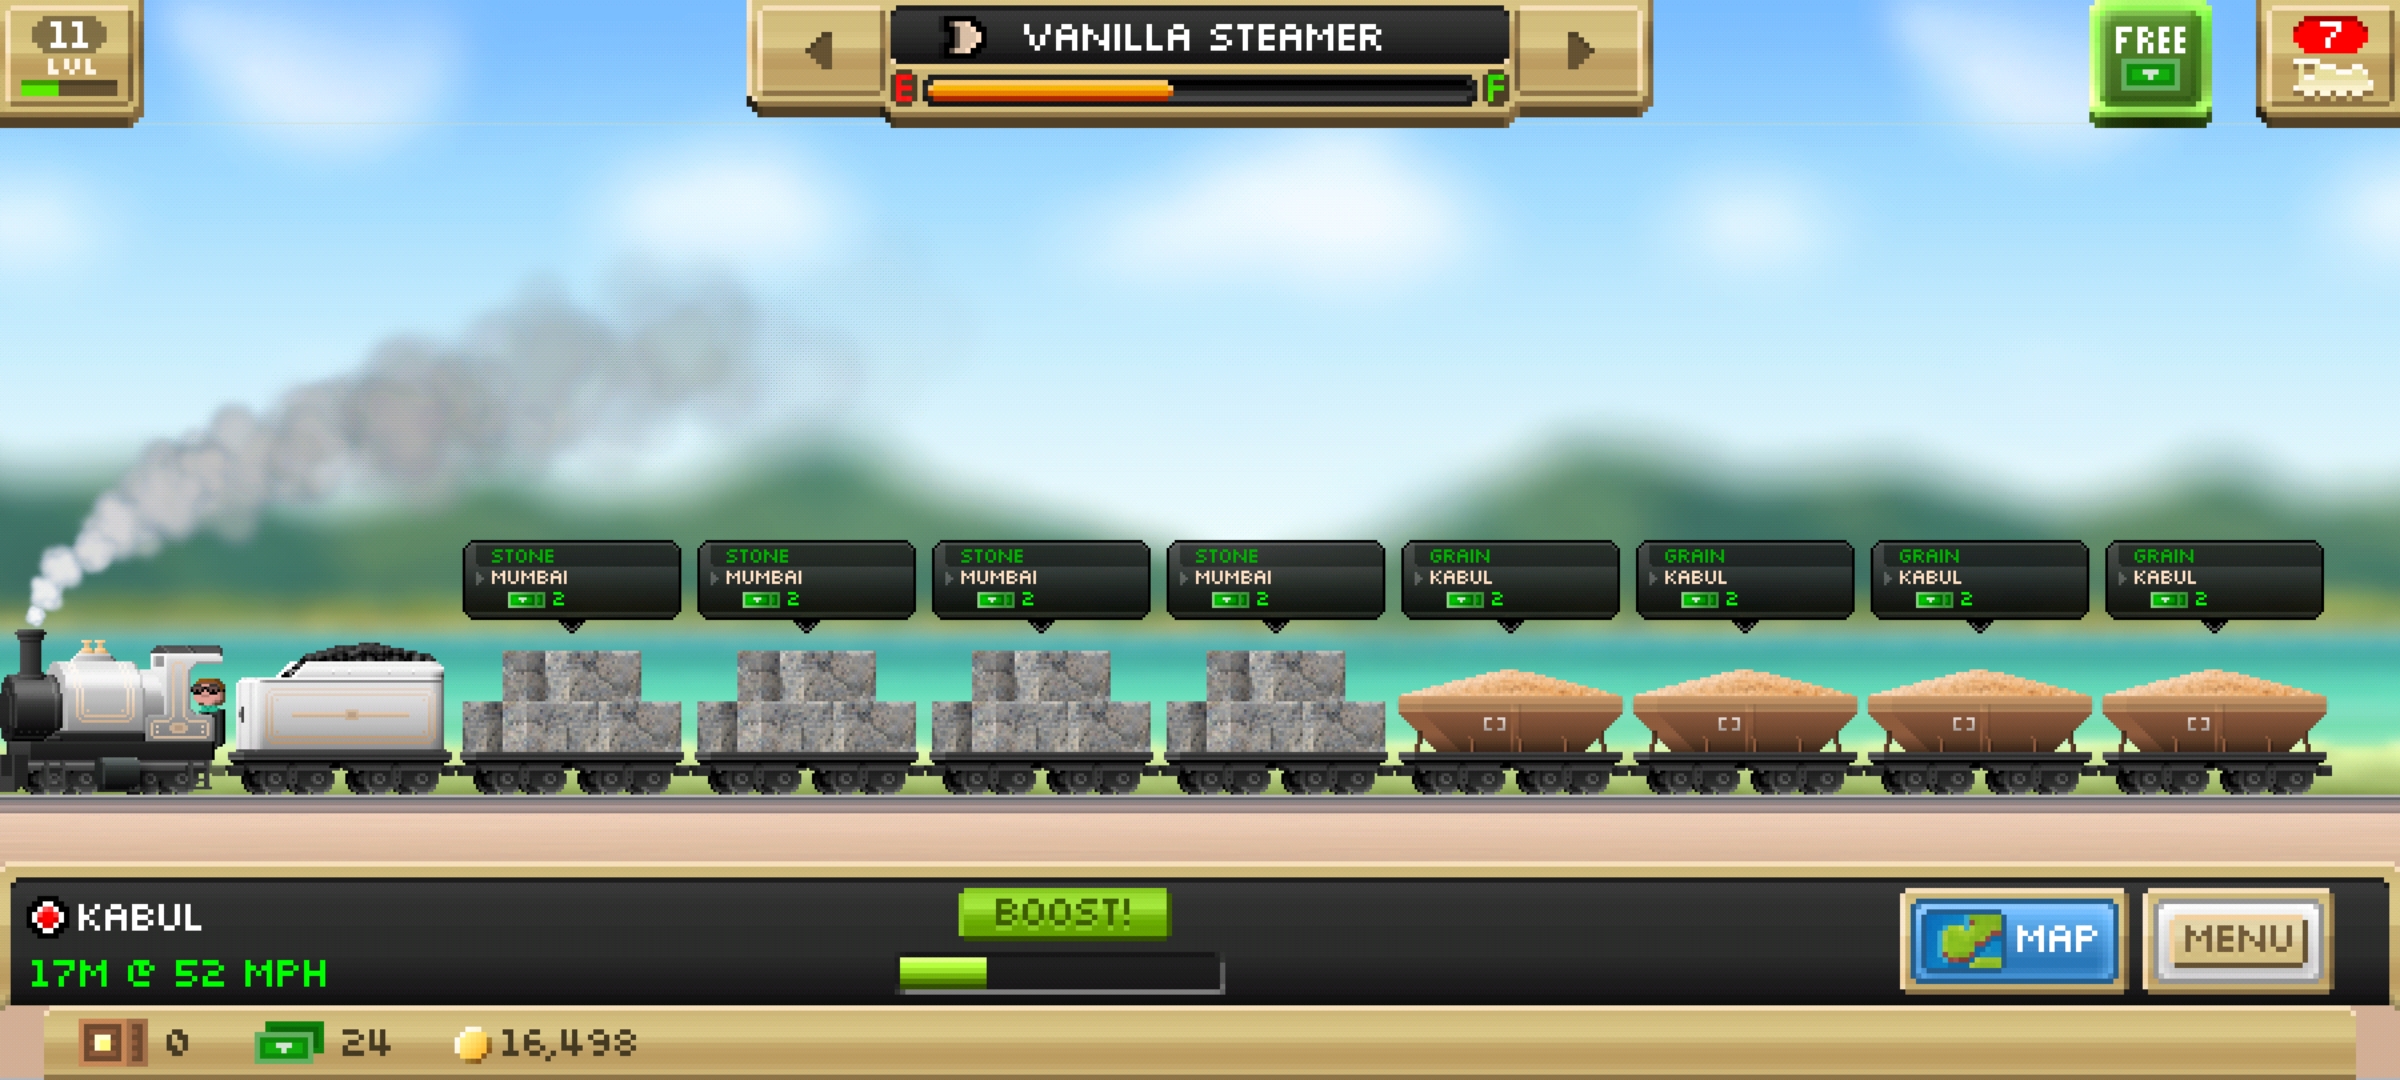 11
LVL
VANILLA STEAMER
E F
FREE
7
STONE
MUMBAI
2
STONE
MUMBAI
2
STONE
MUMBAI
2
STONE
MUMBAI
2
GRAIN
KABUL
2
GRAIN
KABUL
2
GRAIN
KABUL
2
GRAIN
KABUL
2
KABUL
17M @ 52 MPH
BOOST!
MAP
MENU
0
24
16,498